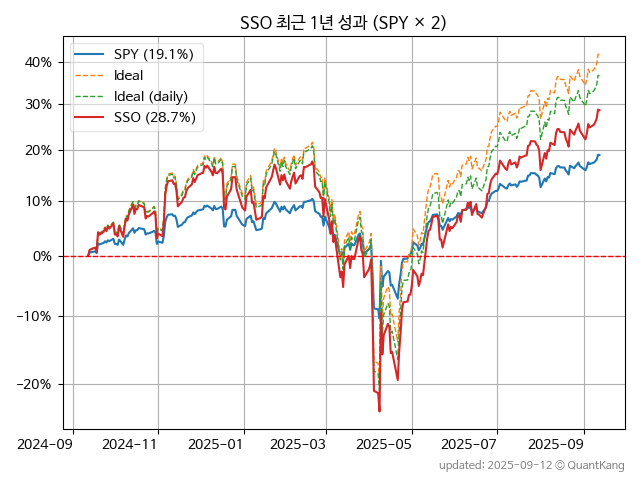 SSO 최근 1년 성과 (SPY × 2)
SPY (19.1%)
Ideal
Ideal (daily)
SSO (28.7%)
40%
30%
20%
10%
0%
−10%
−20%
2024-09
2024-11
2025-01
2025-03
2025-05
2025-07
2025-09
updated: 2025-09-12 © QuantKang